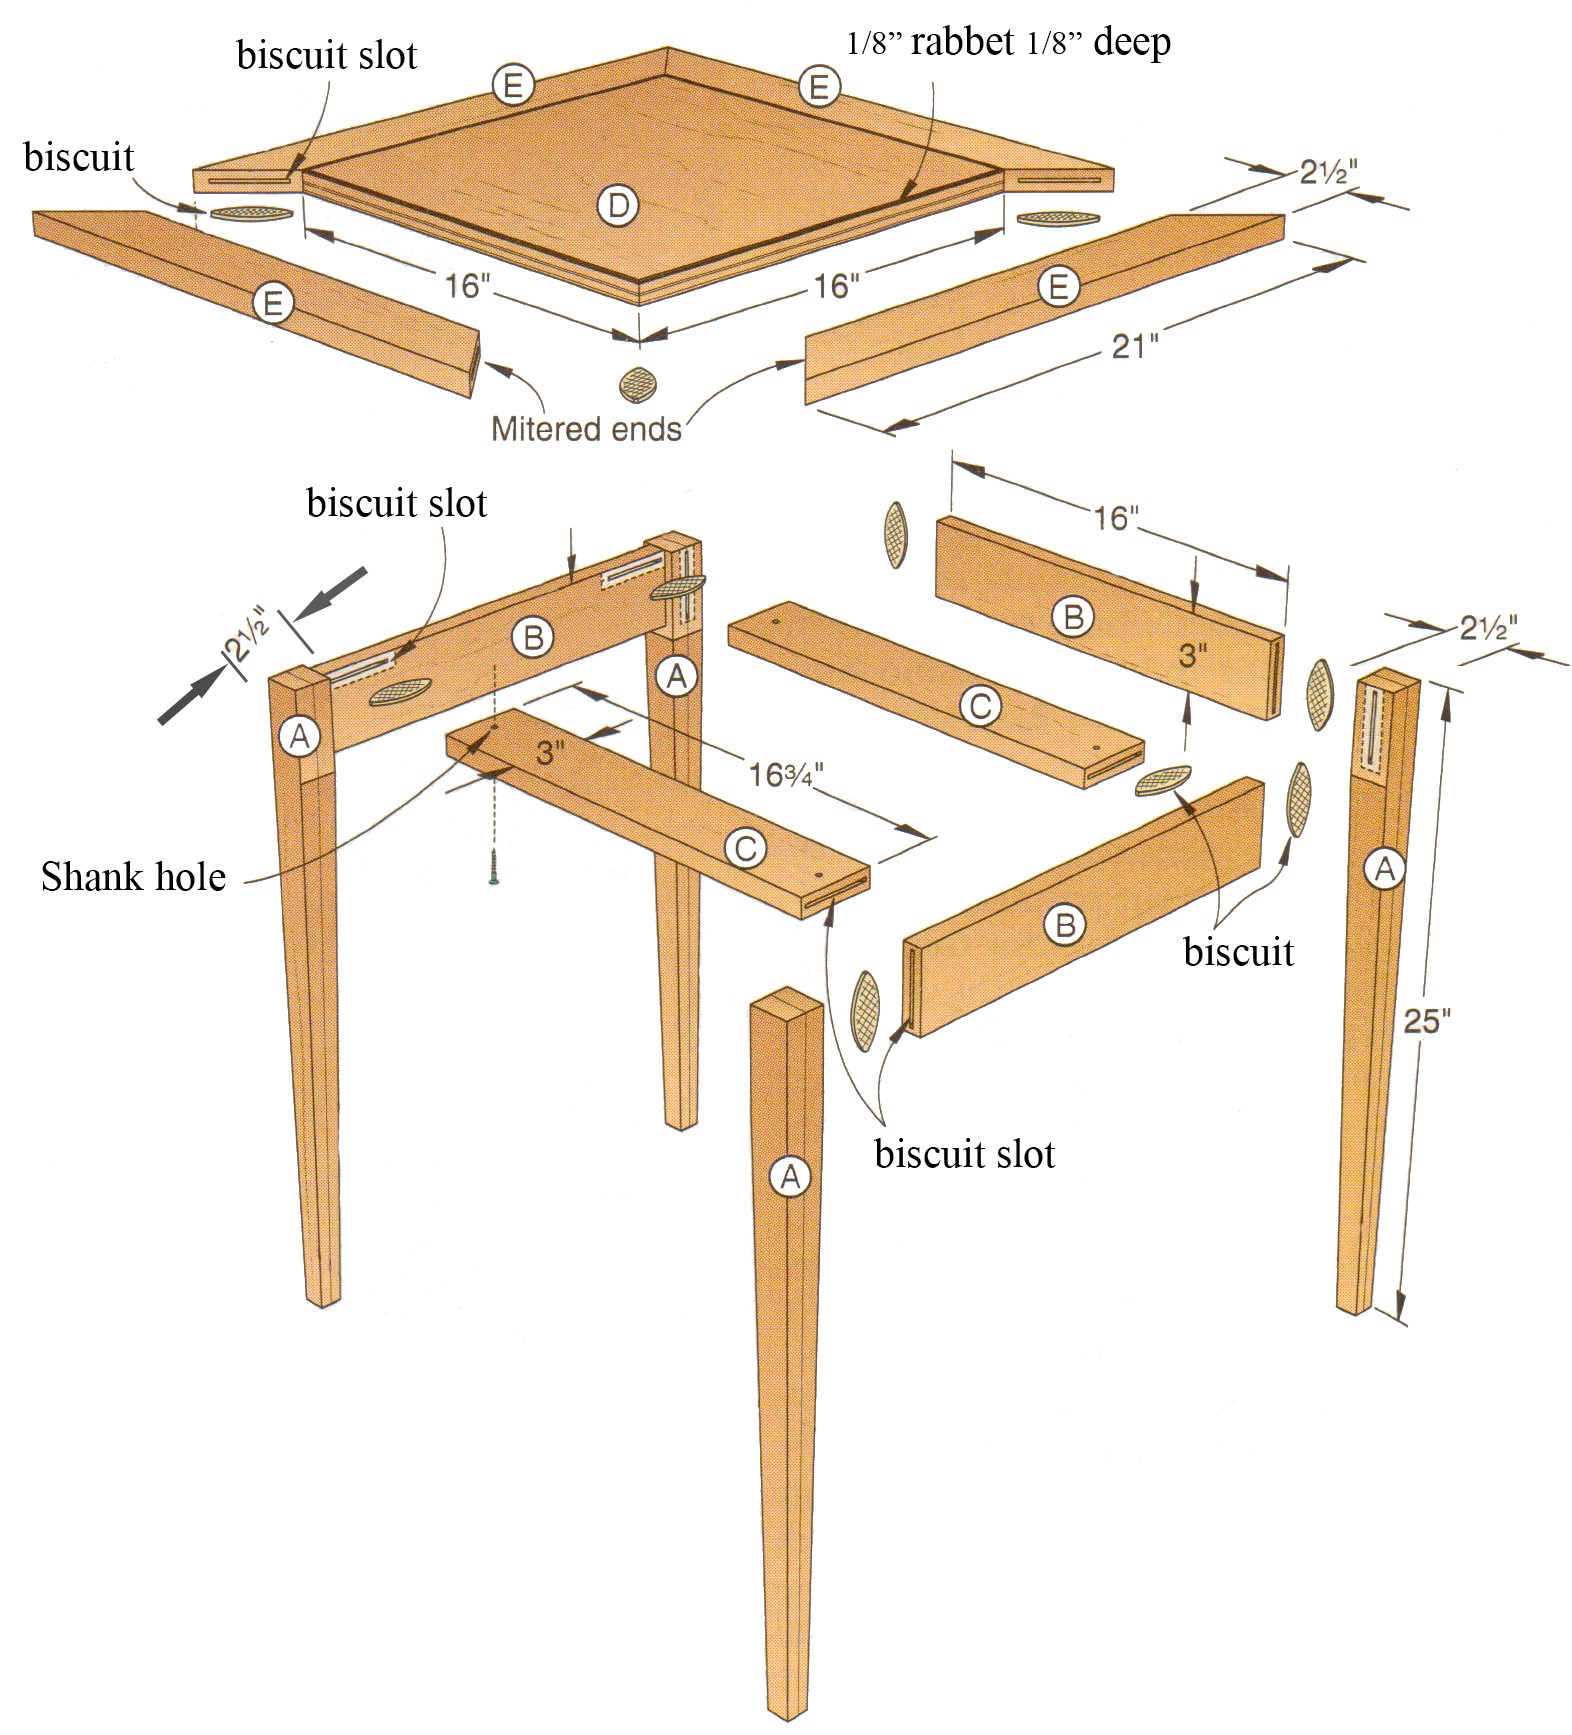 biscuit slot
1/8” rabbet 1/8” deep
E
E
biscuit
2½"
D
16"
16"
E
E
21"
Mitered ends
biscuit slot
16"
2½"
B
B
3"
2½"
A
A
C
3"
16¾"
C
Shank hole
A
B
biscuit
25"
biscuit slot
A